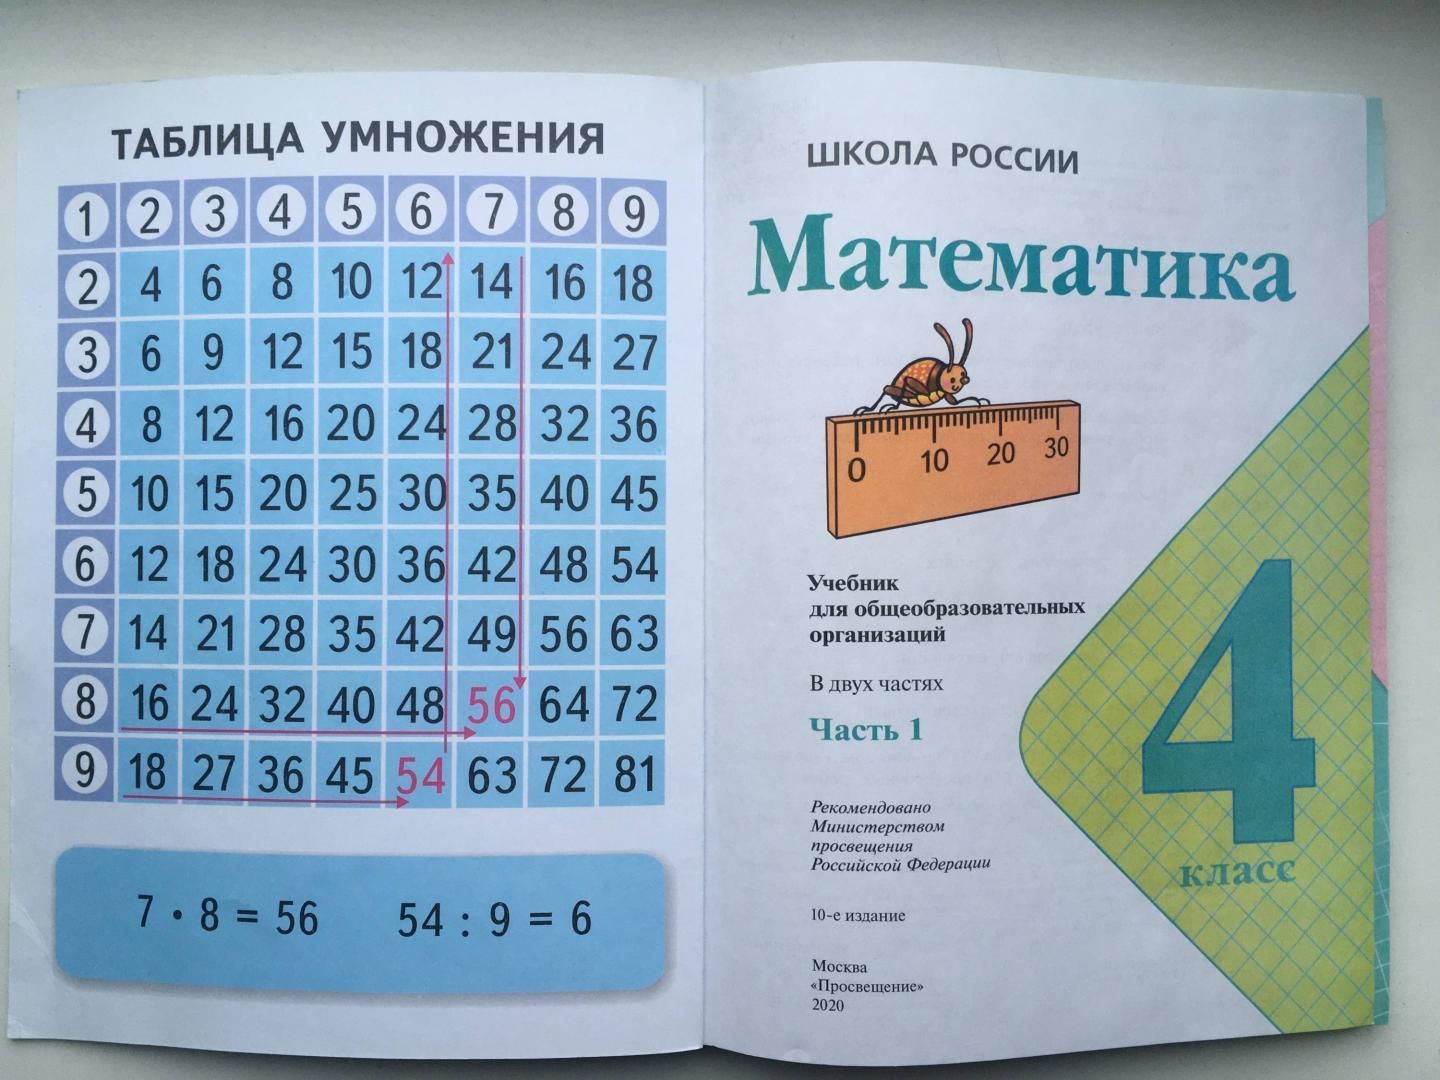 ТАБЛИЦА УМНОЖЕНИЯ
1 2 3 4 5 6 7 8 9
2 4 6 8 10 12 14 16 18
3 6 9 12 15 18 21 24 27
4 8 12 16 20 24 28 32 36
5 10 15 20 25 30 35 40 45
6 12 18 24 30 36 42 48 54
7 14 21 28 35 42 49 56 63
8 16 24 32 40 48 56 64 72
9 18 27 36 45 54 63 72 81
7 · 8 = 56 54 : 9 = 6
ШКОЛА РОССИИ
Математика
0 10 20 30
Учебник
для общеобразовательных
организаций
В двух частях
Часть 1
4
класс
Рекомендовано
Министерством
просвещения
Российской Федерации
10-е издание
Москва
«Просвещение»
2020